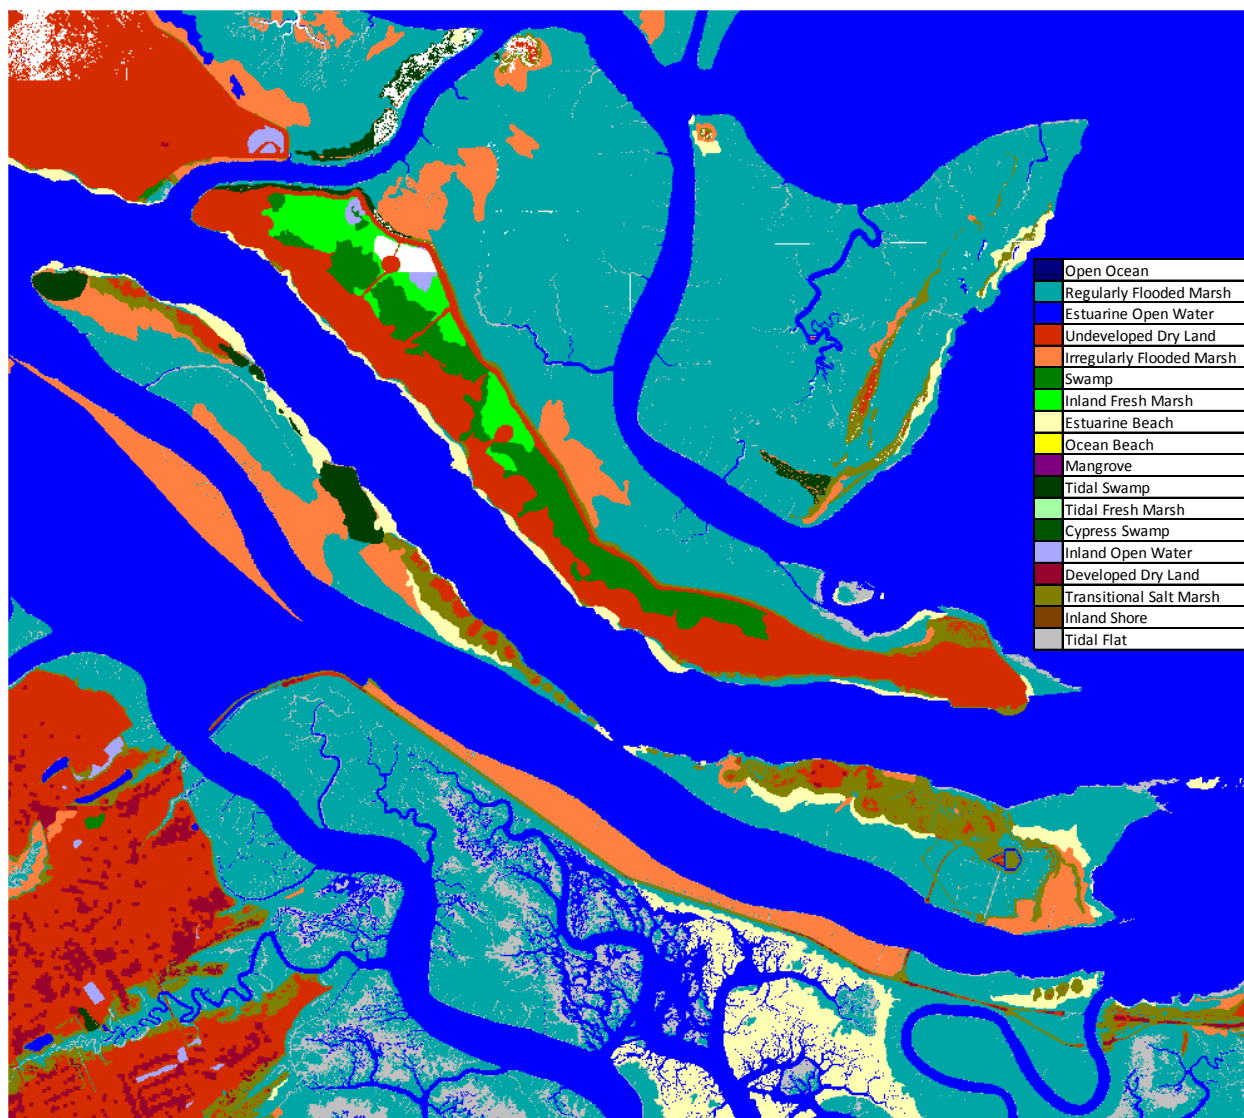 Open Ocean
Regularly Flooded Marsh
Estuarine Open Water
Undeveloped Dry Land
Irregularly Flooded Marsh
Swamp
Inland Fresh Marsh
Estuarine Beach
Ocean Beach
Mangrove
Tidal Swamp
Tidal Fresh Marsh
Cypress Swamp
Inland Open Water
Developed Dry Land
Transitional Salt Marsh
Inland Shore
Tidal Flat